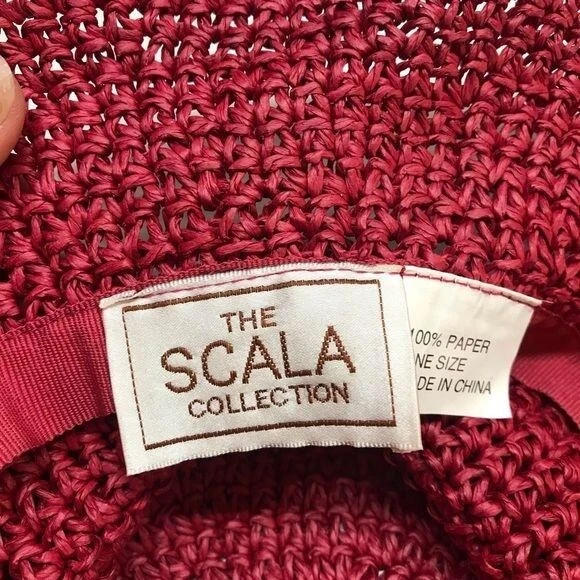 THE
SCALA
COLLECTION
100% PAPER
NE SIZE
DE IN CHINA